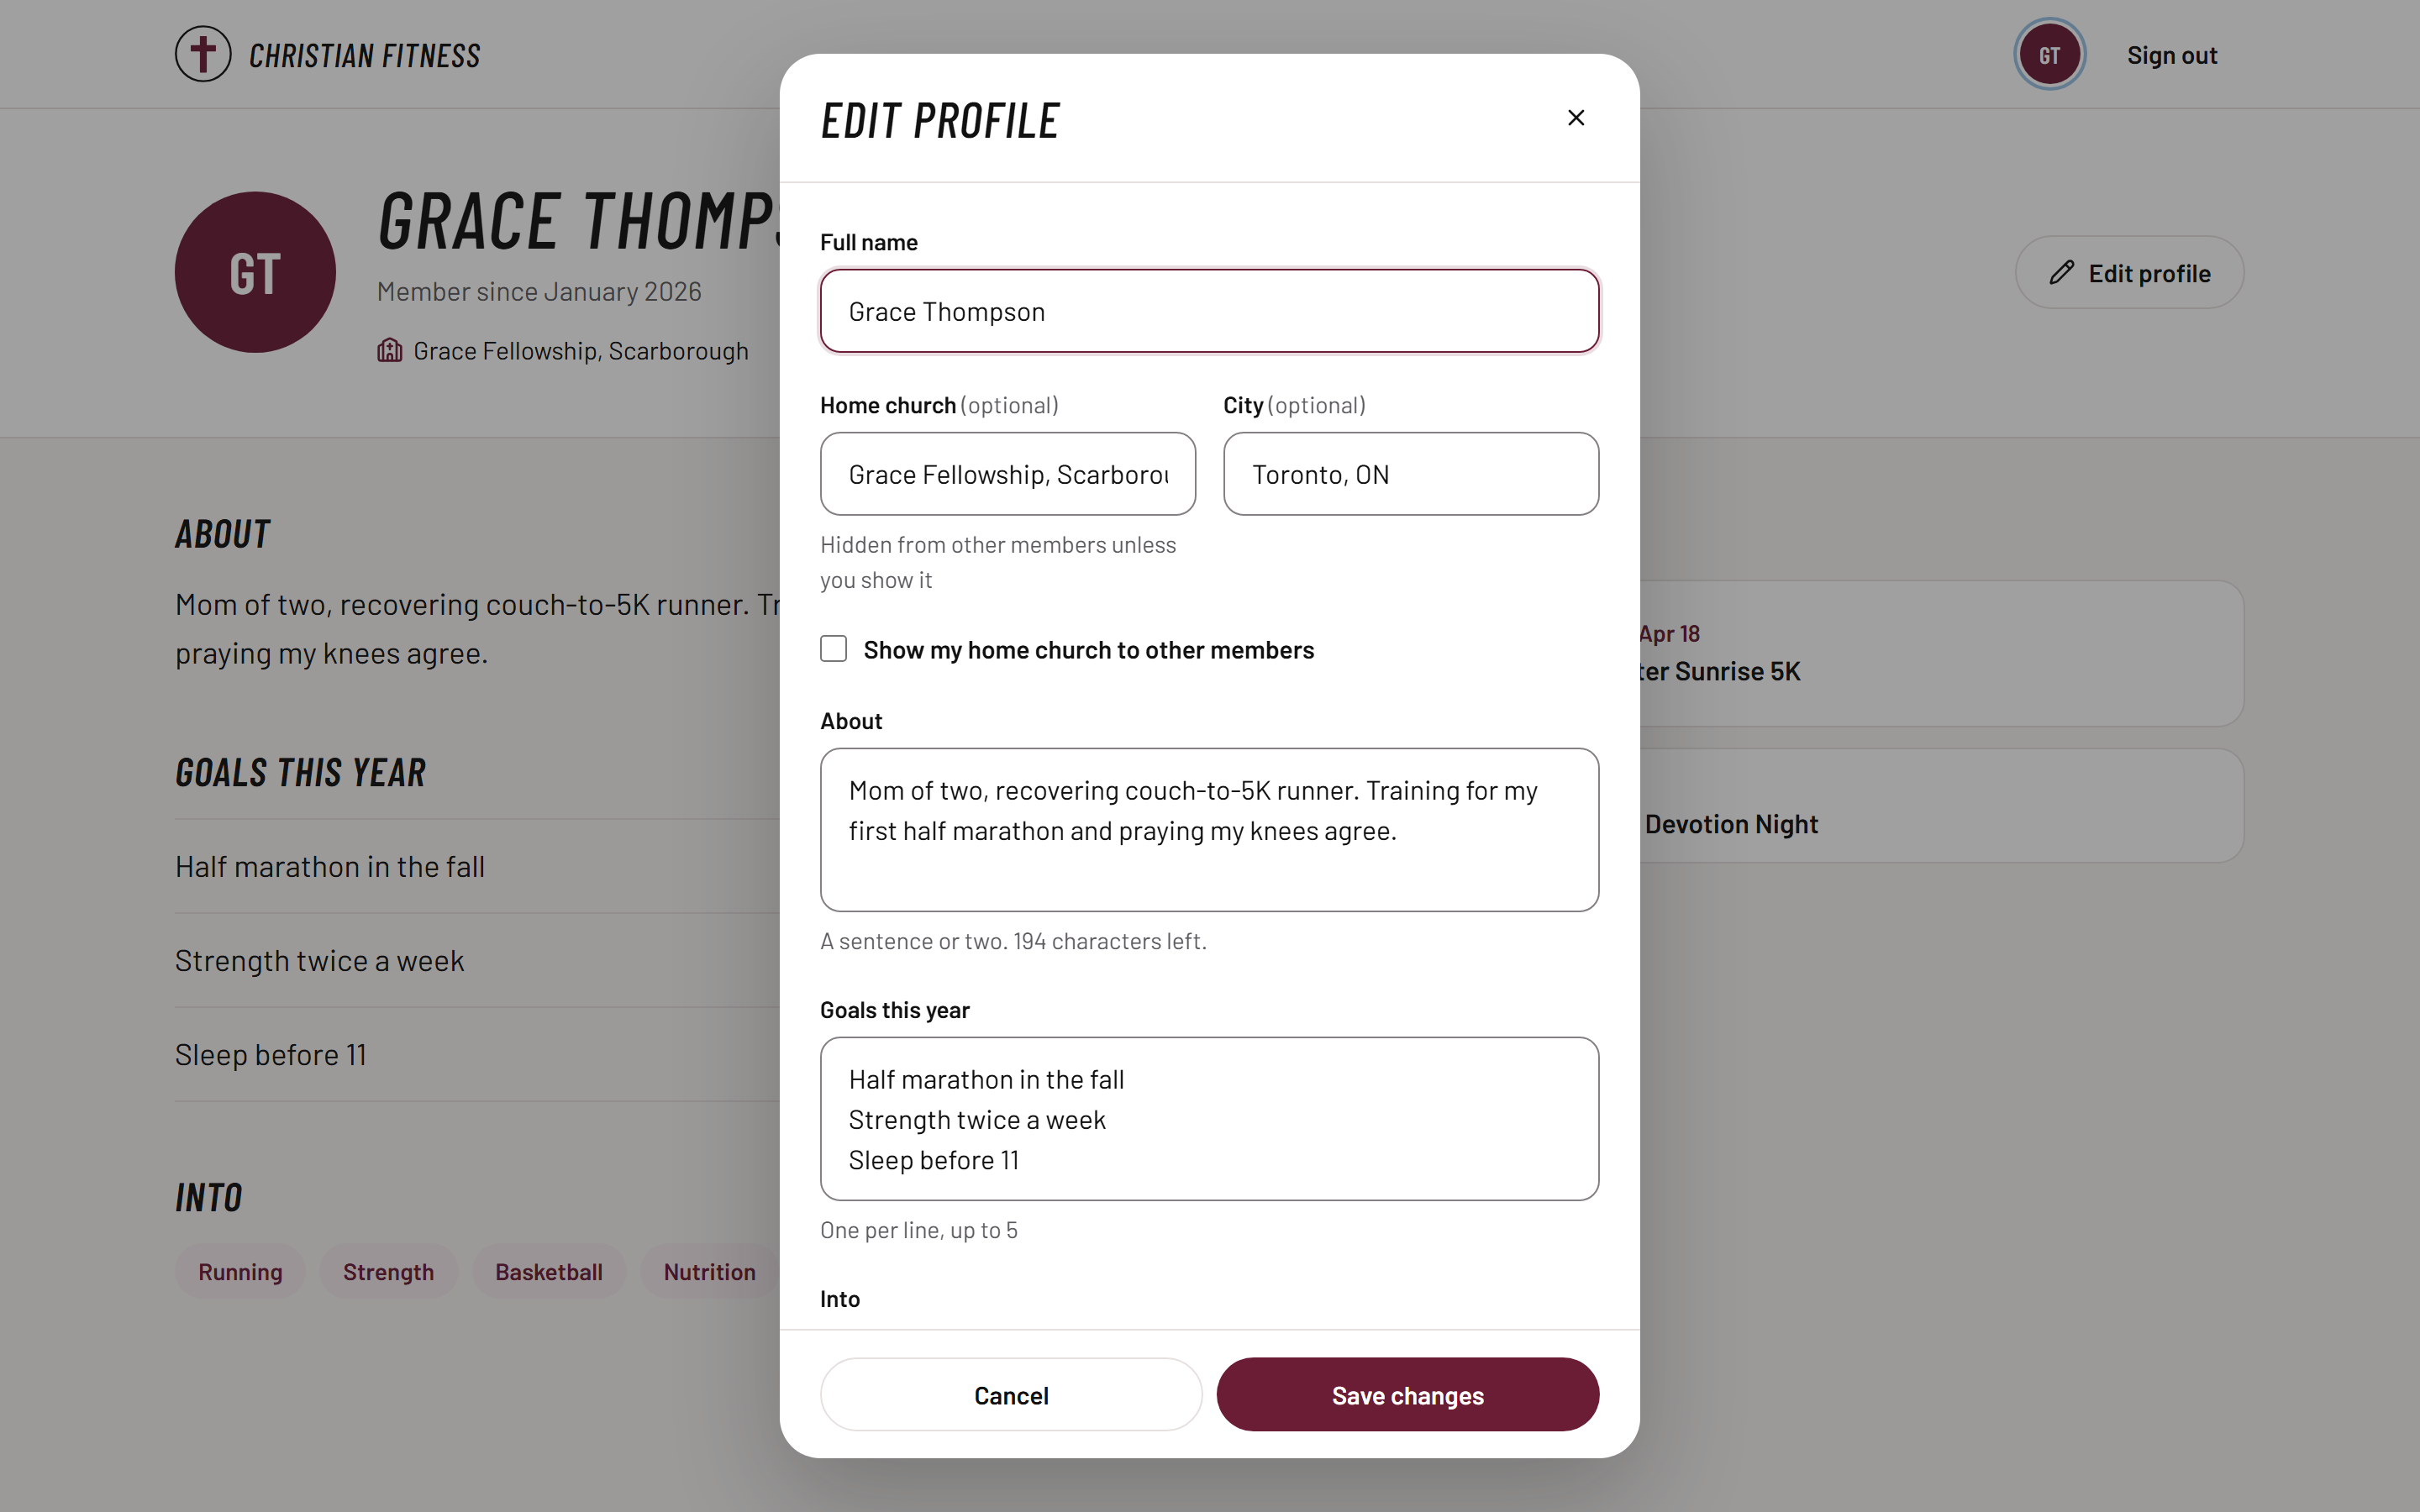 CHRISTIAN FITNESS
GT
Sign out
GT
GRACE
Member since January 2026
Grace Fellowship, Scarborough
Edit profile
ABOUT
Mom of two, recovering couch-to-5K runner.
praying my knees agree.
GOALS THIS YEAR
Half marathon in the fall
Strength twice a week
Sleep before 11
INTO
Running
Strength
Basketball
Nutrition
Apr 18
Sunrise 5K
Devotion Night
EDIT PROFILE
Full name
Grace Thompson
Home church (optional)
City (optional)
Grace Fellowship,
Toronto, ON
Hidden from other members unless
you show it
Show my home church to other members
About
Mom of two, recovering couch-to-5K runner. Training for my
first half marathon and praying my knees agree.
A sentence or two. 194 characters left.
Goals this year
Half marathon in the fall
Strength twice a week
Sleep before 11
One per line, up to 5
Into
Cancel
Save changes